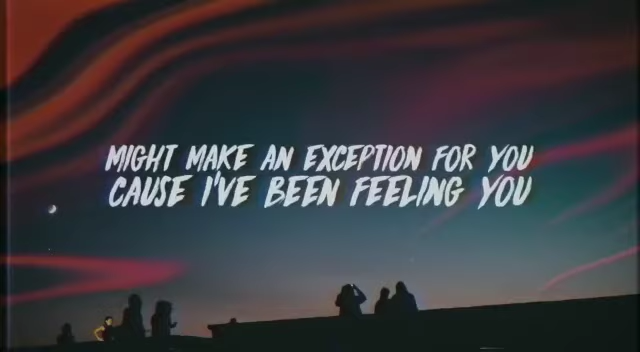 MIGHT MAKE AN EXCEPTION FOR YOU
CAUSE I'VE BEEN FEELING YOU